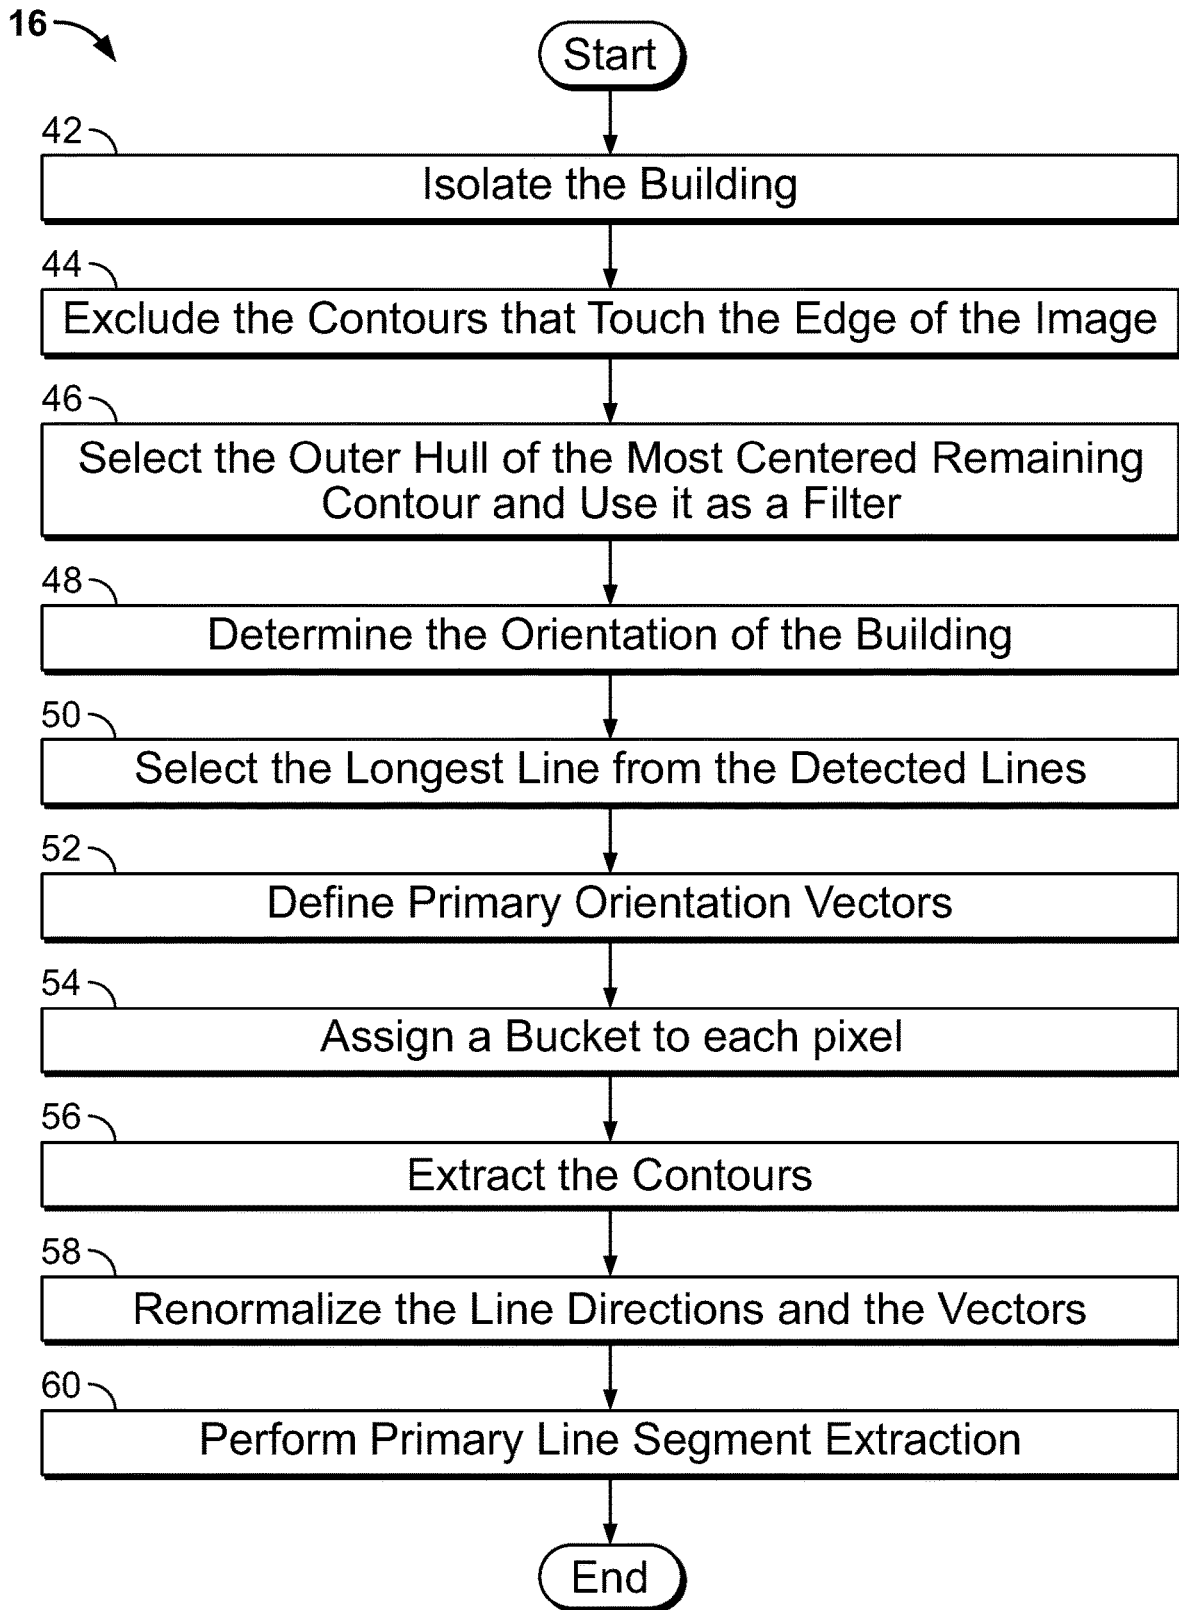 16
Start
42
Isolate the Building
44
Exclude the Contours that Touch the Edge of the Image
46
Select the Outer Hull of the Most Centered Remaining
Contour and Use it as a Filter
48
Determine the Orientation of the Building
50
Select the Longest Line from the Detected Lines
52
Define Primary Orientation Vectors
54
Assign a Bucket to each pixel
56
Extract the Contours
58
Renormalize the Line Directions and the Vectors
60
Perform Primary Line Segment Extraction
End